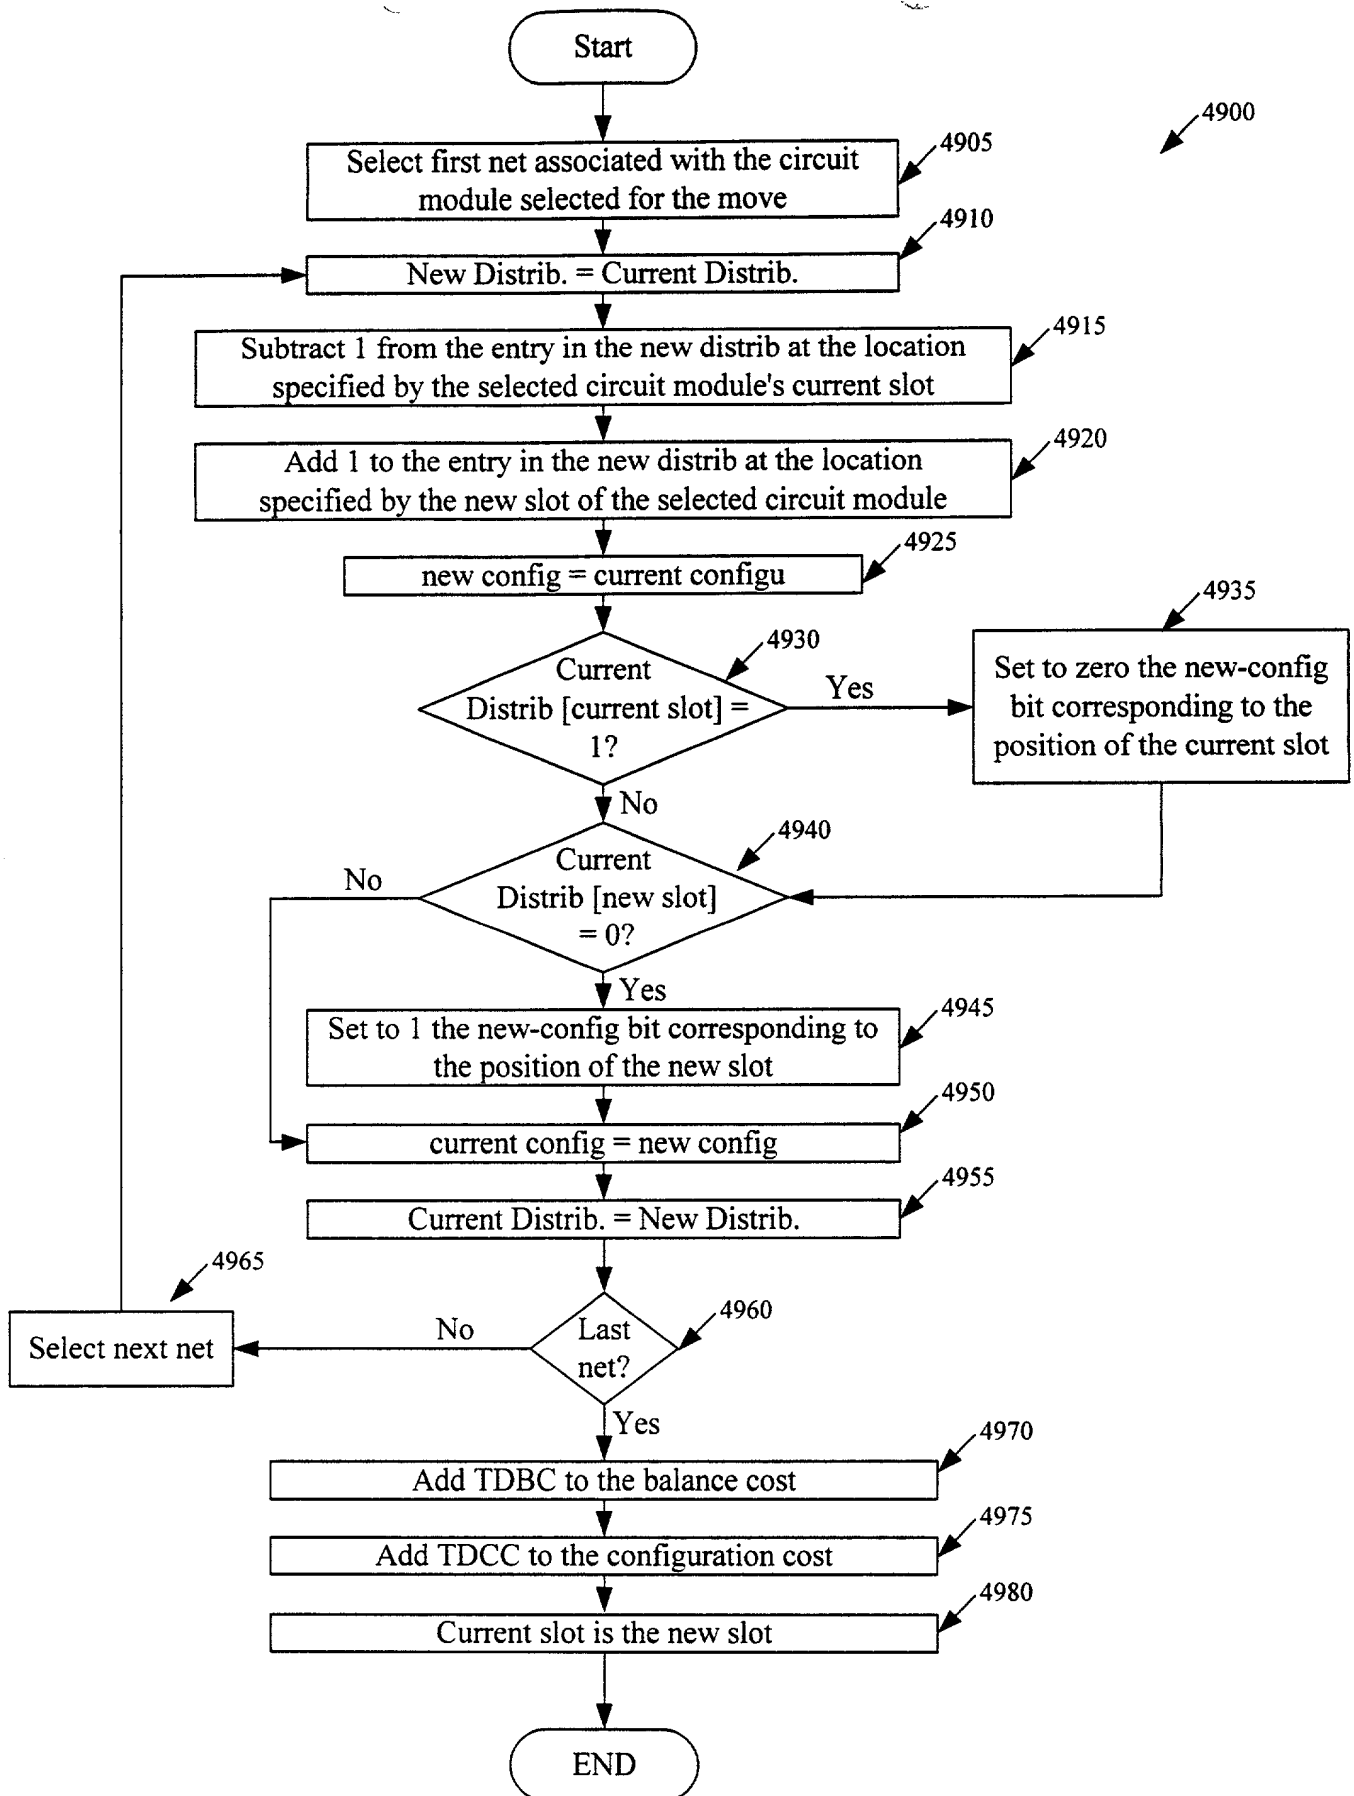 Start
4900
4905
Select first net associated with the circuit
module selected for the move
4910
New Distrib. = Current Distrib.
4915
Subtract 1 from the entry in the new distrib at the location
specified by the selected circuit module's current slot
4920
Add 1 to the entry in the new distrib at the location
specified by the new slot of the selected circuit module
4925
new config = current configu
4930
Current
Distrib [current slot] =
1?
Yes
4935
Set to zero the new-config
bit corresponding to the
position of the current slot
No
4940
Current
Distrib [new slot]
= 0?
No
Yes
4945
Set to 1 the new-config bit corresponding to
the position of the new slot
4950
current config = new config
4955
Current Distrib. = New Distrib.
4960
Last
net?
No
4965
Select next net
Yes
4970
Add TDBC to the balance cost
4975
Add TDCC to the configuration cost
4980
Current slot is the new slot
END